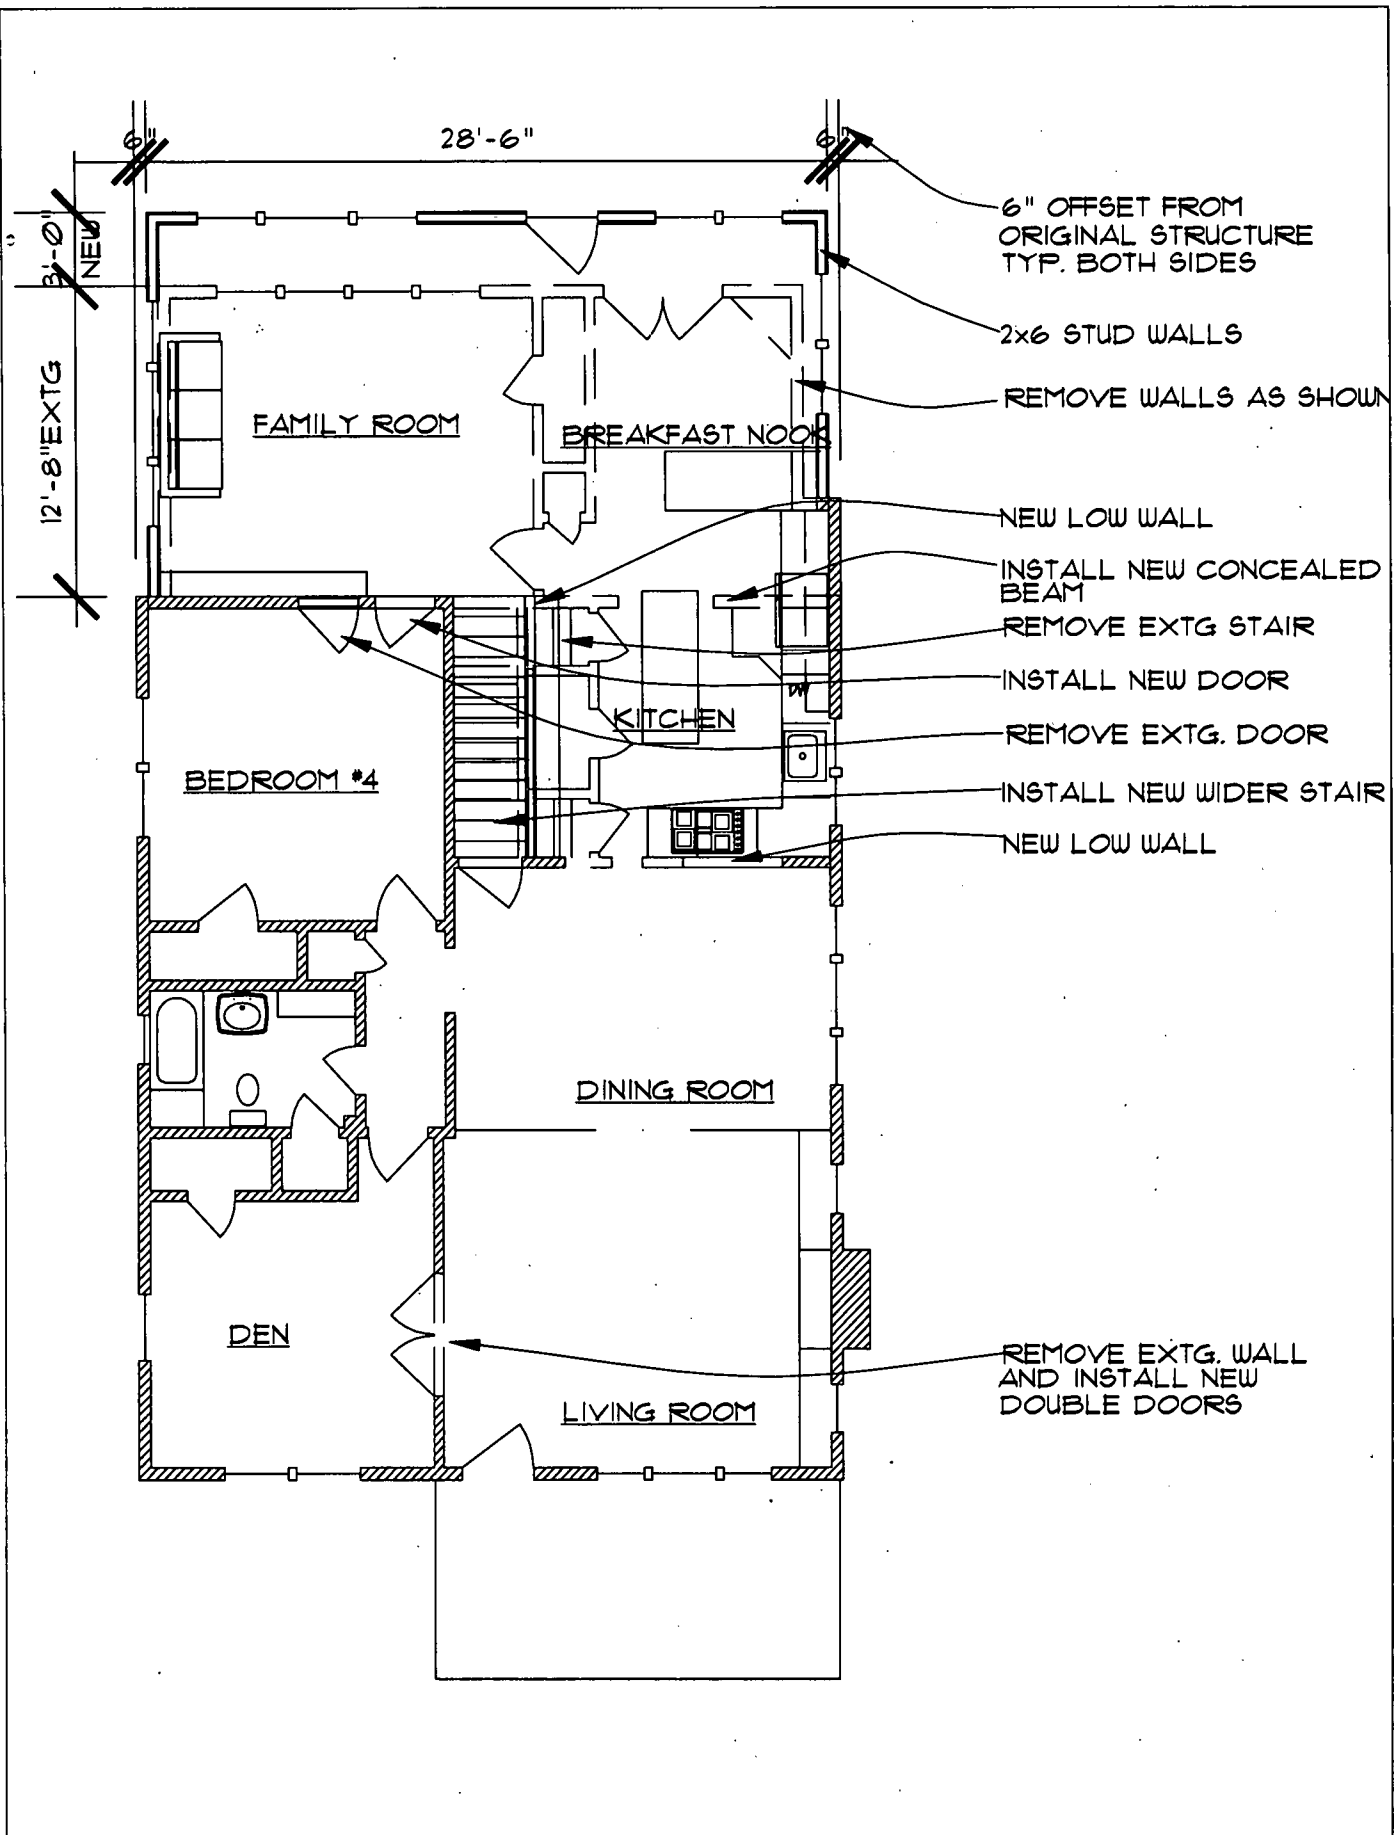 6"
28'-6"
6"
3'-0"
NEW
12'-8"EXTG
6" OFFSET FROM
ORIGINAL STRUCTURE
TYP. BOTH SIDES
2x6 STUD WALLS
REMOVE WALLS AS SHOWN
FAMILY ROOM
BREAKFAST NOOK
NEW LOW WALL
INSTALL NEW CONCEALED
BEAM
REMOVE EXTG STAIR
INSTALL NEW DOOR
DW
KITCHEN
REMOVE EXTG. DOOR
BEDROOM #4
INSTALL NEW WIDER STAIR
NEW LOW WALL
DINING ROOM
DEN
REMOVE EXTG. WALL
AND INSTALL NEW
DOUBLE DOORS
LIVING ROOM